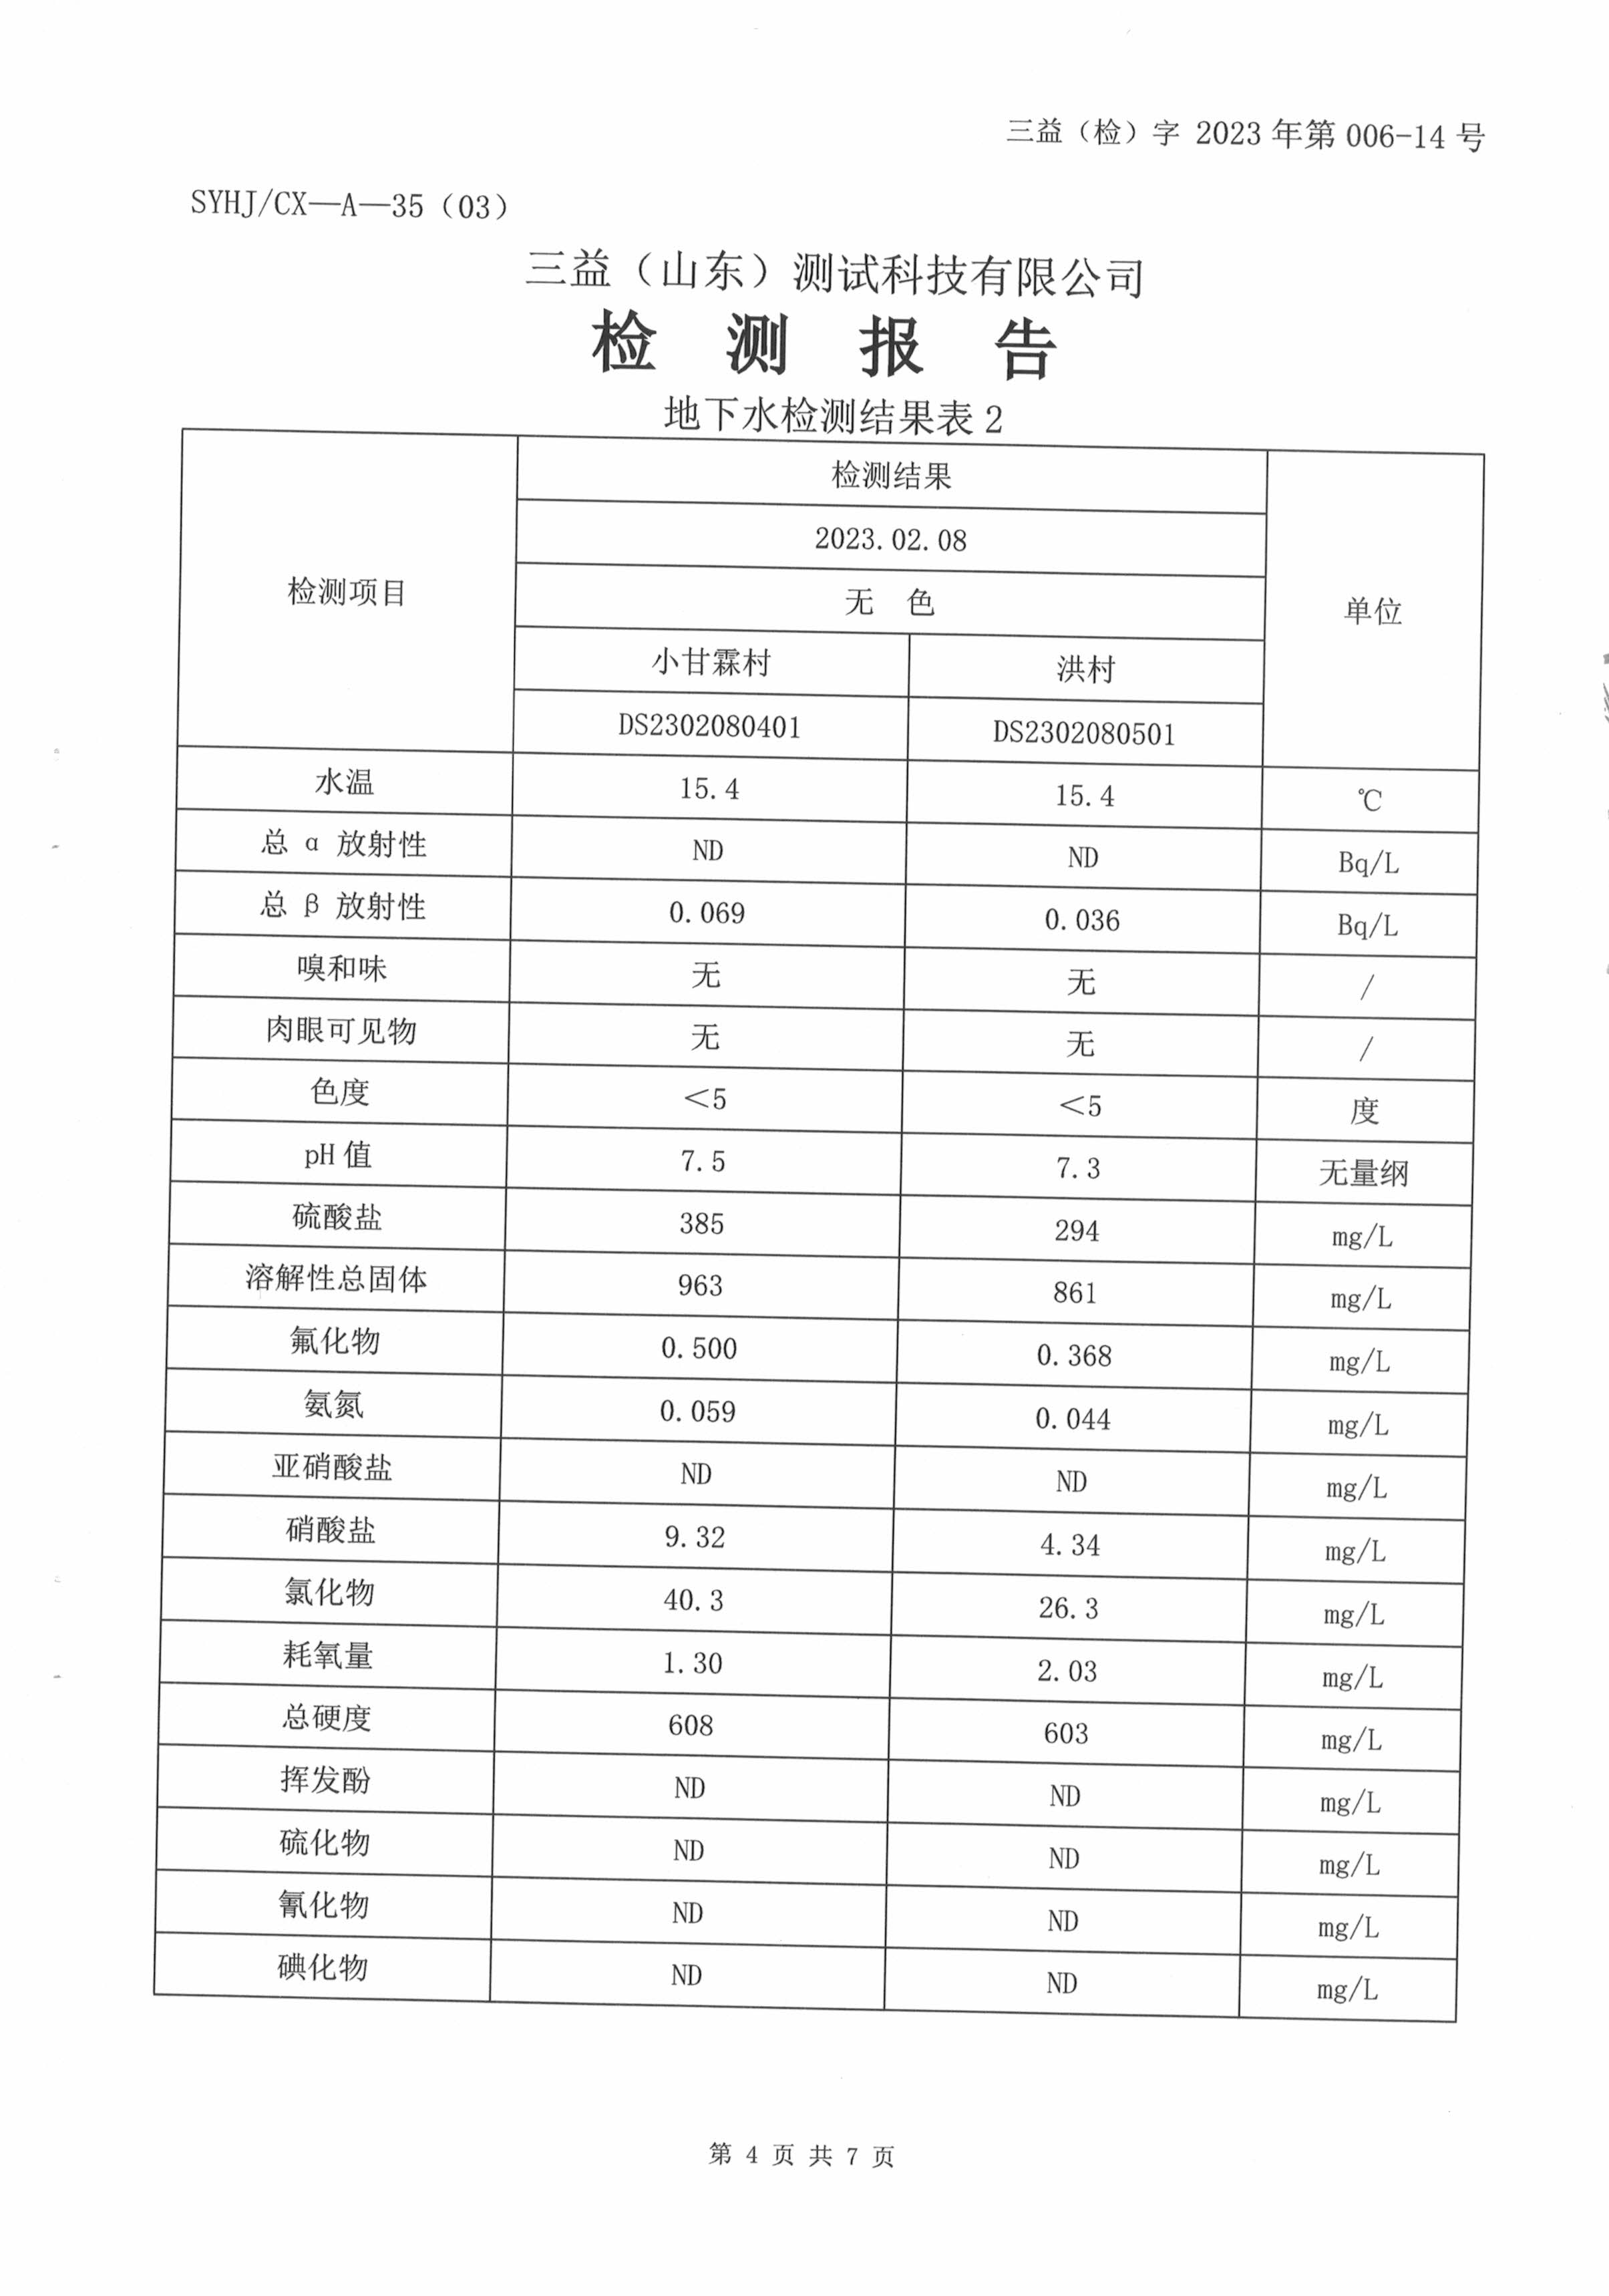 三益（检）字 2023 年第 006-14 号
SYHJ/CX—A—35（03）
三益（山东）测试科技有限公司
检 测 报 告
地下水检测结果表 2
检测项目 检测结果 单位
2023.02.08
无 色
小甘霖村 洪村
DS2302080401 DS2302080501
水温 15.4 15.4 ℃
总 α 放射性 ND ND Bq/L
总 β 放射性 0.069 0.036 Bq/L
嗅和味 无 无 /
肉眼可见物 无 无 /
色度 <5 <5 度
pH 值 7.5 7.3 无量纲
硫酸盐 385 294 mg/L
溶解性总固体 963 861 mg/L
氟化物 0.500 0.368 mg/L
氨氮 0.059 0.044 mg/L
亚硝酸盐 ND ND mg/L
硝酸盐 9.32 4.34 mg/L
氯化物 40.3 26.3 mg/L
耗氧量 1.30 2.03 mg/L
总硬度 608 603 mg/L
挥发酚 ND ND mg/L
硫化物 ND ND mg/L
氰化物 ND ND mg/L
碘化物 ND ND mg/L
第 4 页 共 7 页